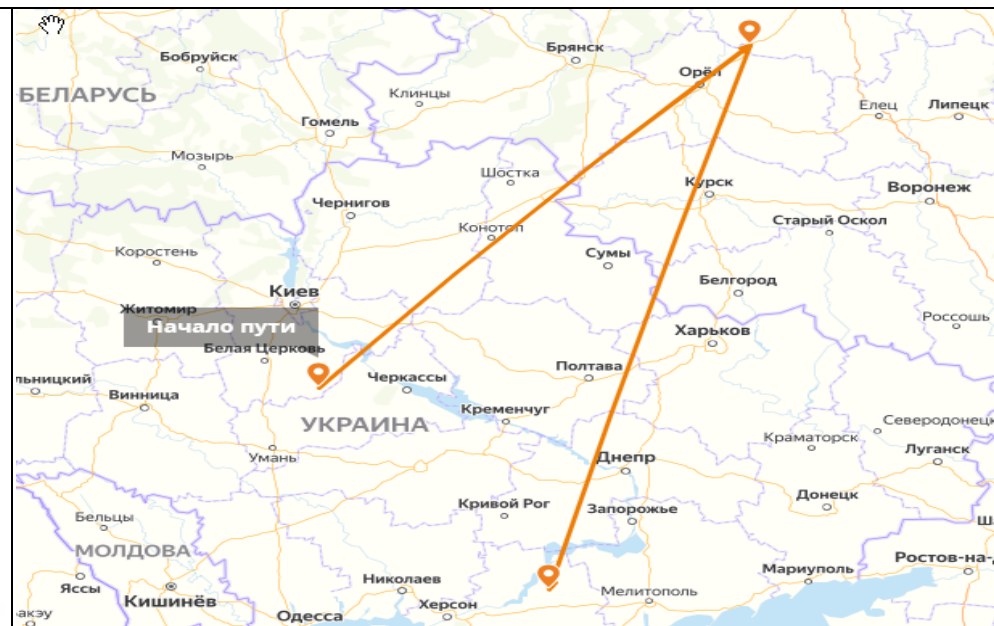 Бобруйск
Брянск
БЕЛАРУСЬ
Клинцы
Орёл
Елец
Липецк
Гомель
Мозырь
Шостка
Курск
Воронеж
Чернигов
Старый Оскол
Конотоп
Коростень
Сумы
Белгород
Киев
Житомир
Начало пути
Россошь
Харьков
Белая Церковь
Полтава
льницкий
Черкассы
Винница
Кременчуг
УКРАИНА
Северодонецк
Краматорск
Умань
Луганск
Днепр
Донецк
Кривой Рог
Запорожье
Бельцы
Ш
МОЛДОВА
Ростов-на-
Мариуполь
Николаев
Яссы
Мелитополь
Кишинёв
Херсон
Одесса
акэу